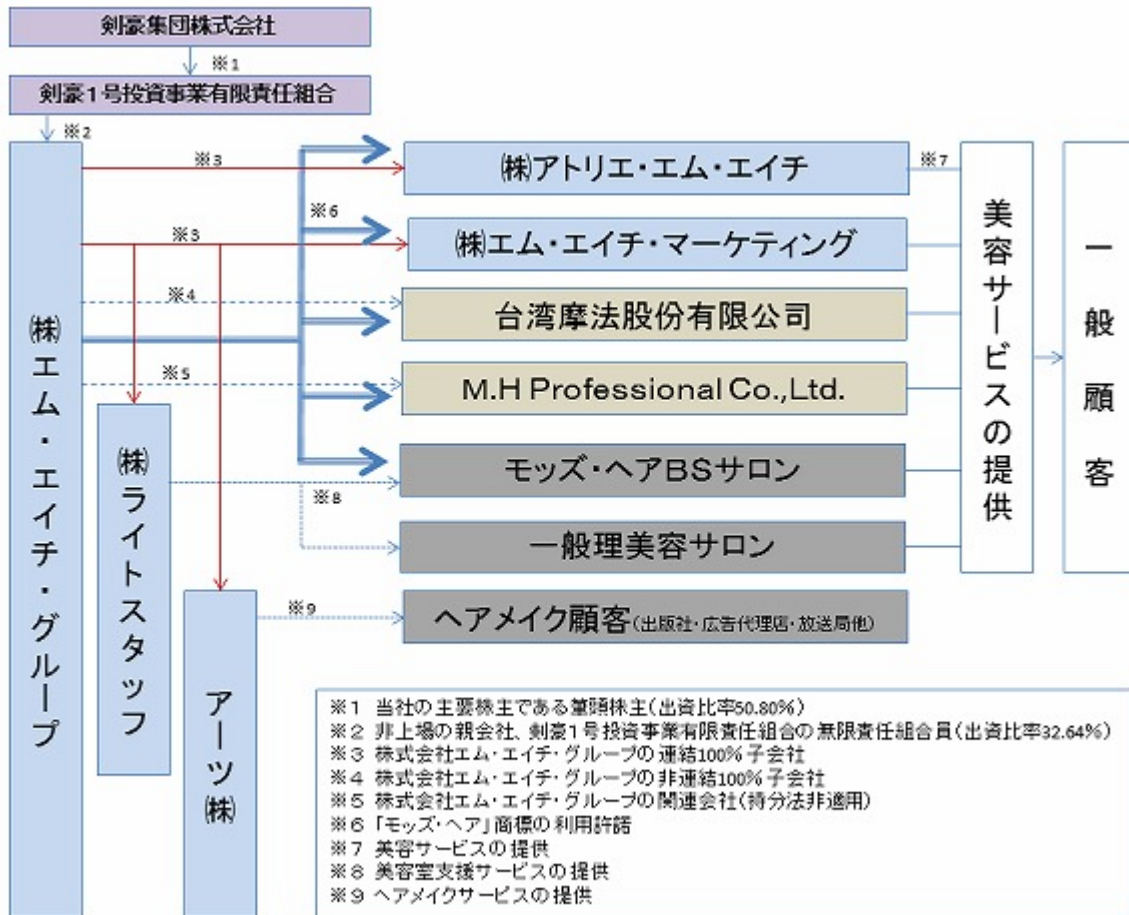 剣豪集団株式会社
※1
剣豪1号投資事業有限責任組合
※2
㈱エム・エイチ・グループ
※3
㈱アトリエ・エム・エイチ
※7
※6
※3
㈱エム・エイチ・マーケティング
※4
台湾摩法股份有限公司
※5
M.H Professional Co.,Ltd.
モッズ・ヘアBSサロン
※8
一般理美容サロン
※9
ヘアメイク顧客(出版社・広告代理店・放送局他)
㈱ライトスタッフ
アーツ㈱
美容サービスの提供
一般顧客
※1 当社の主要株主である筆頭株主(出資比率50.80%)
※2 非上場の親会社、剣豪1号投資事業有限責任組合の無限責任組合員(出資比率32.64%)
※3 株式会社エム・エイチ・グループの連結100%子会社
※4 株式会社エム・エイチ・グループの非連結100%子会社
※5 株式会社エム・エイチ・グループの関連会社(持分法非適用)
※6 「モッズ・ヘア」商標の利用許諾
※7 美容サービスの提供
※8 美容室支援サービスの提供
※9 ヘアメイクサービスの提供